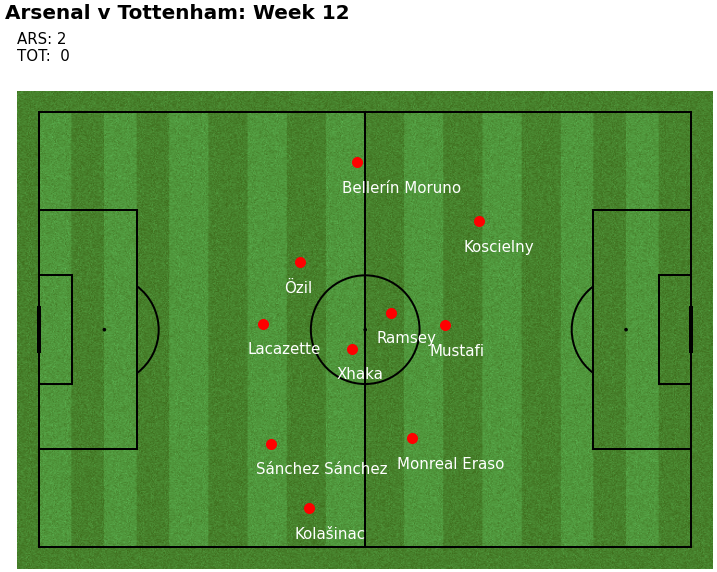 Arsenal v Tottenham: Week 12
ARS: 2
TOT:  0
Bellerín Moruno
Koscielny
Özil
Ramsey
Lacazette
Mustafi
Xhaka
Sánchez Sánchez
Monreal Eraso
Kolašinac